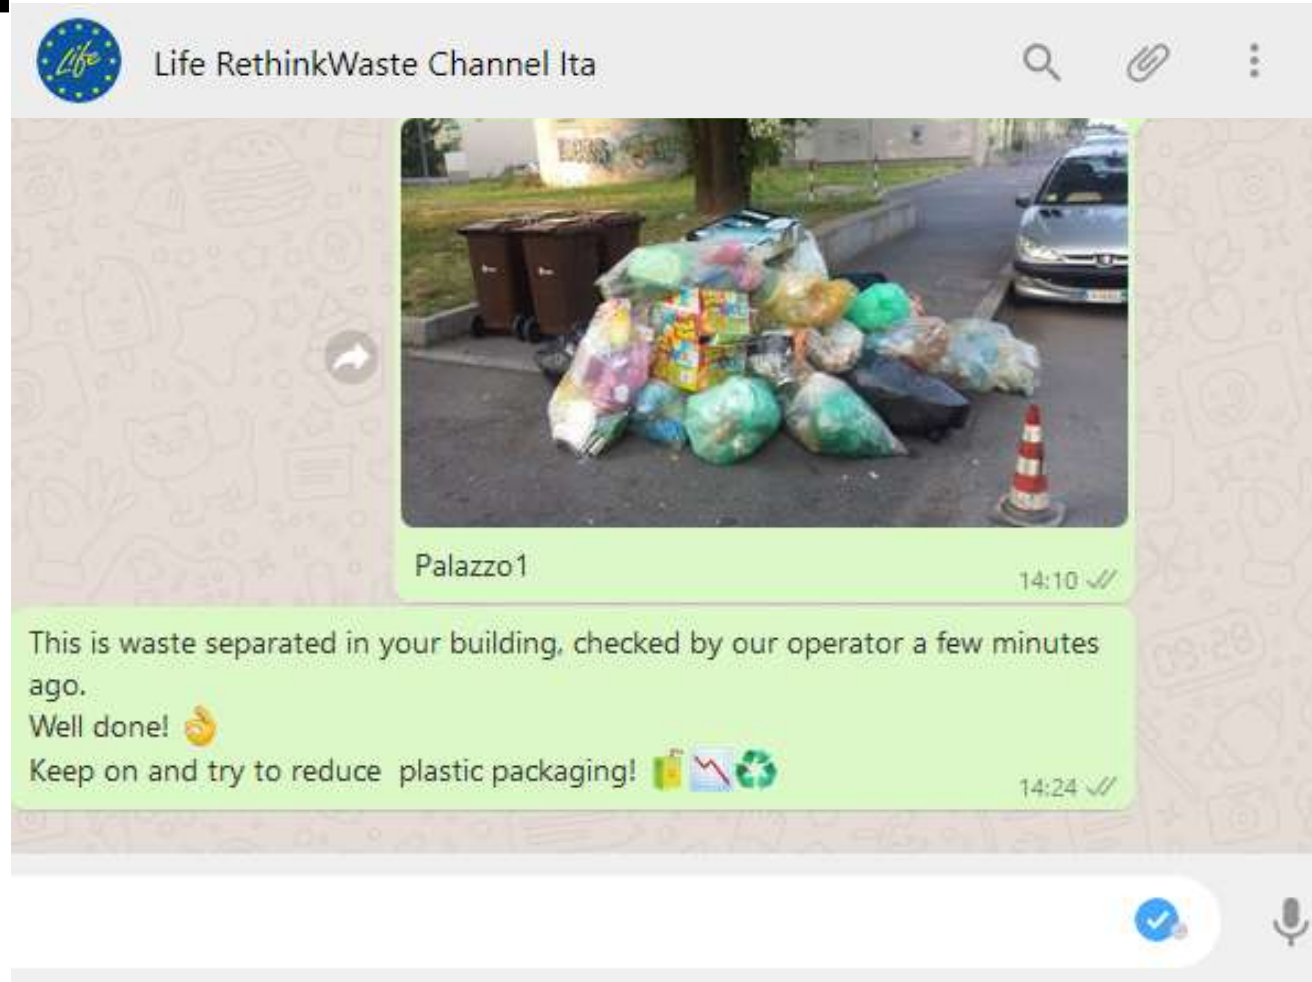 Life
Life RethinkWaste Channel Ita
Palazzo1
14:10
This is waste separated in your building, checked by our operator a few minutes
ago.
Well done! 👌
Keep on and try to reduce  plastic packaging! 🧃📉♻️
14:24